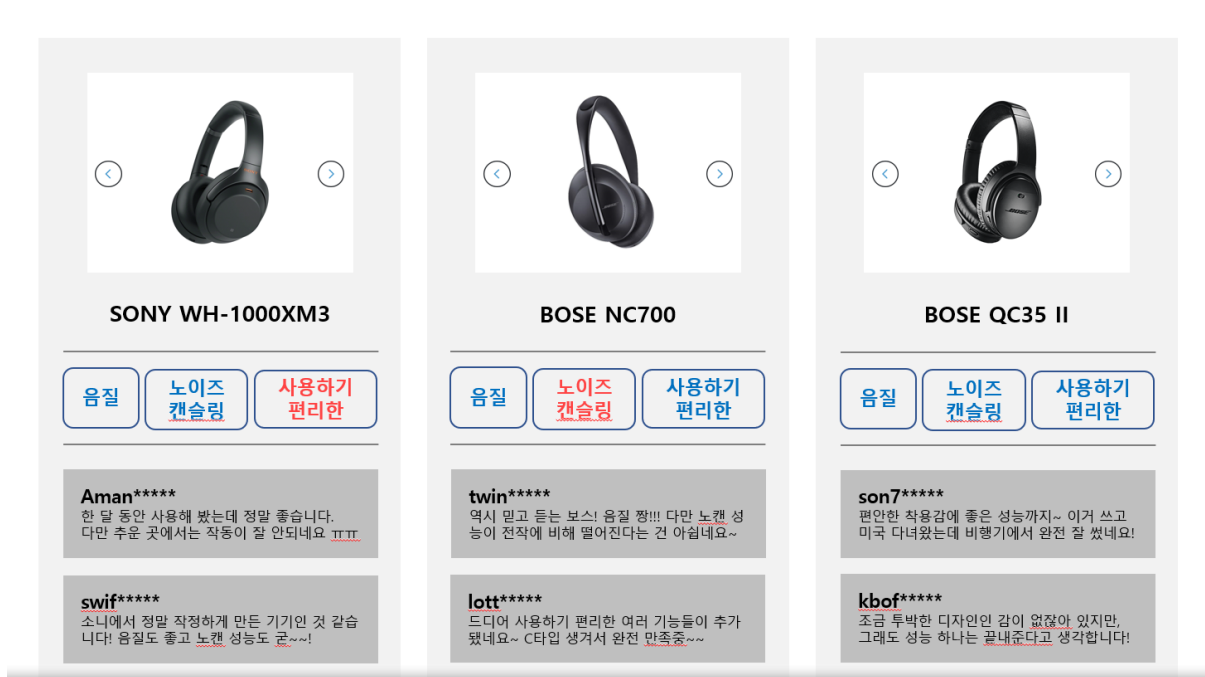 SONY WH-1000XM3
음질
노이즈
캔슬링
사용하기
편리한
Aman*****
한 달 동안 사용해 봤는데 정말 좋습니다.
다만 추운 곳에서는 작동이 잘 안되네요 ㅠㅠ
swif*****
소니에서 정말 작정하게 만든 기기인 것 같습
니다! 음질도 좋고 노캔 성능도 굳~~!
BOSE NC700
음질
노이즈
캔슬링
사용하기
편리한
twin*****
역시 믿고 듣는 보스! 음질 짱!!! 다만 노캔 성
능이 전작에 비해 떨어진다는 건 아쉽네요~
lott*****
드디어 사용하기 편리한 여러 기능들이 추가
됐네요~ C타입 생겨서 완전 만족중~~
BOSE QC35 II
음질
노이즈
캔슬링
사용하기
편리한
son7*****
편안한 착용감에 좋은 성능까지~ 이거 쓰고
미국 다녀왔는데 비행기에서 완전 잘 썼네요!
kbof*****
조금 투박한 디자인인 감이 없잖아 있지만,
그래도 성능 하나는 끝내준다고 생각합니다!